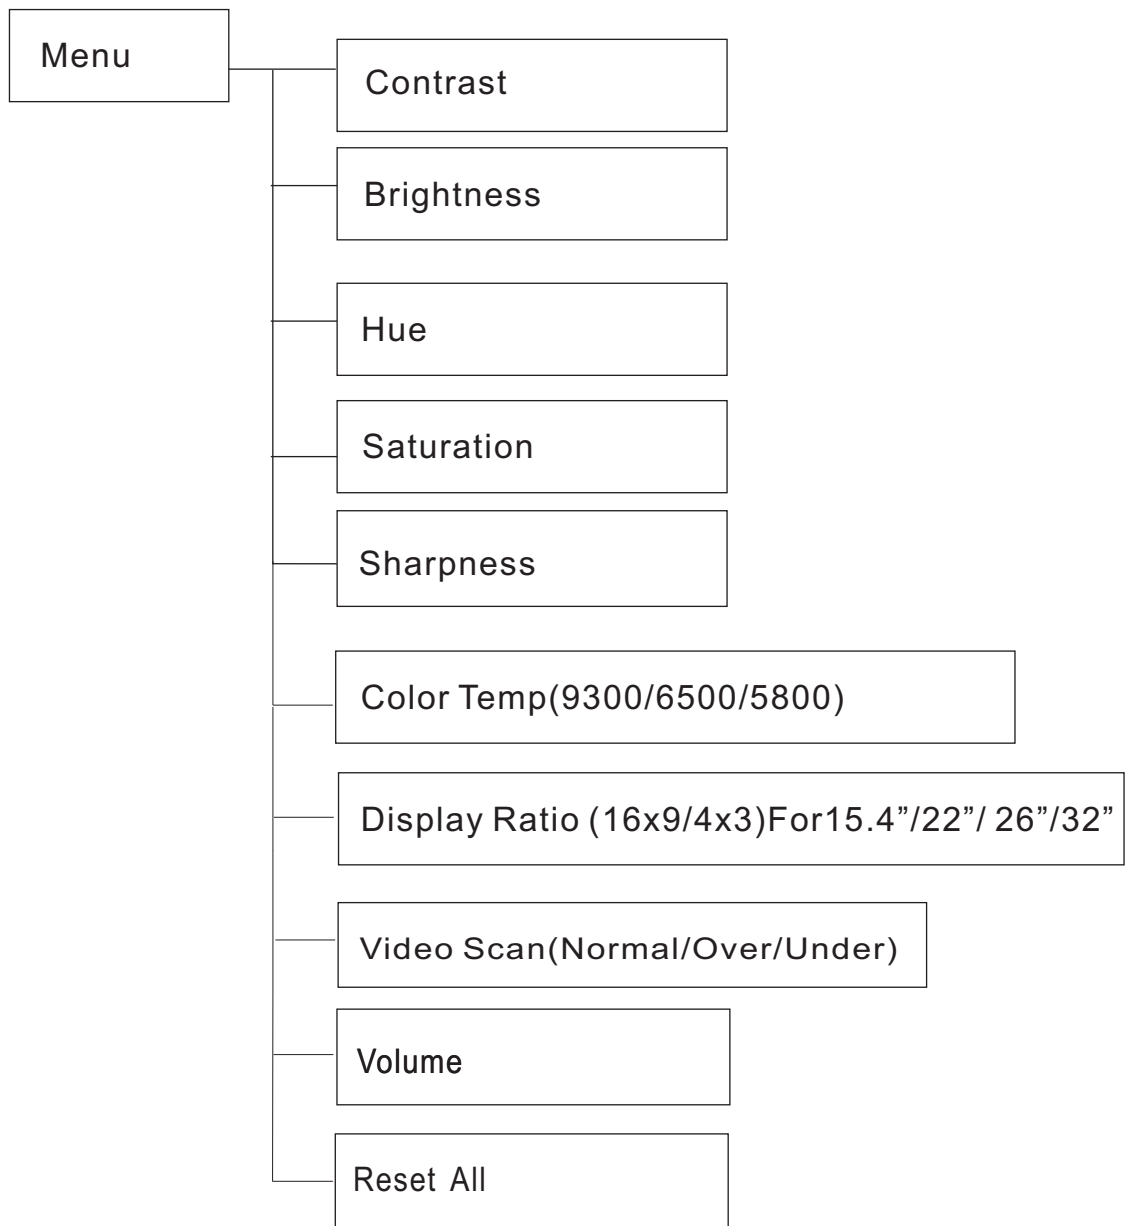 Menu
Contrast
Brightness
Hue
Saturation
Sharpness
Color Temp(9300/6500/5800)
Display Ratio (16x9/4x3)For15.4”/22”/ 26”/32”
Video Scan(Normal/Over/Under)
Volume
Reset All